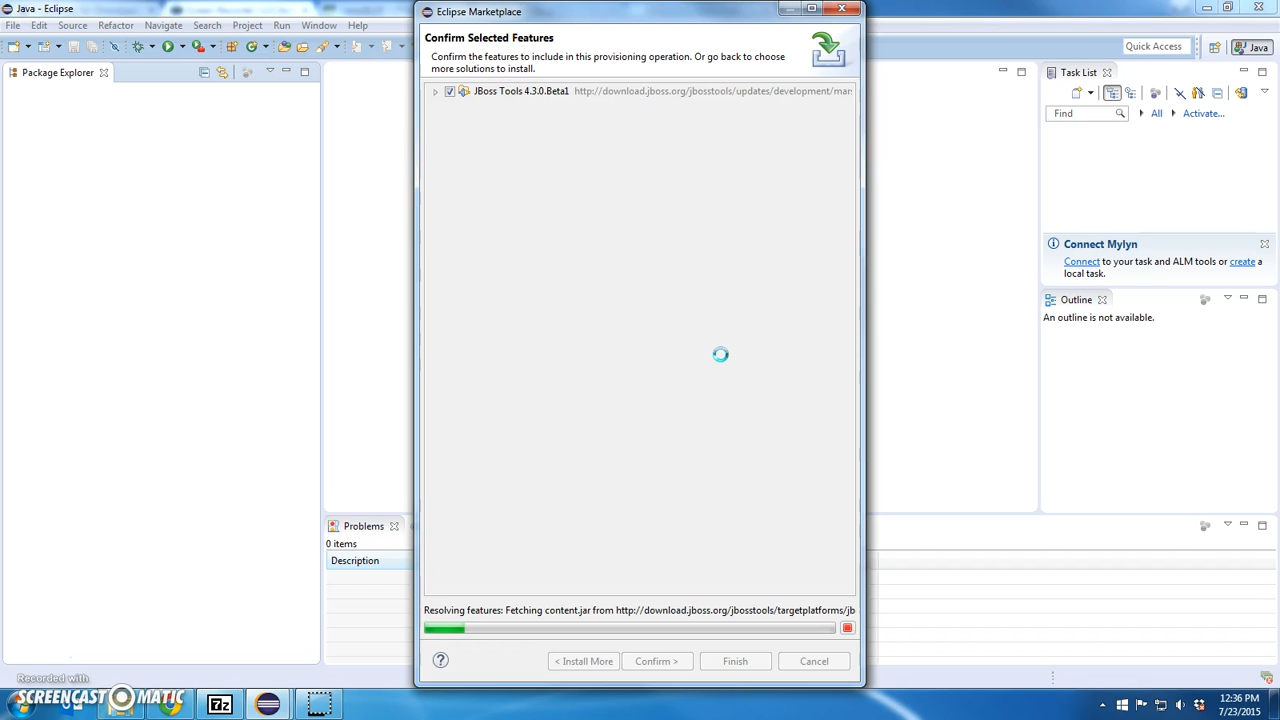 Java - Eclipse
File Edit Source Refactor Navigate Search Project Run Window Help
Quick Access
Java
Package Explorer
Eclipse Marketplace
Confirm Selected Features
Confirm the features to include in this provisioning operation. Or go back to choose
more solutions to install.
JBoss Tools 4.3.0.Beta1 http://download.jboss.org/jbosstools/updates/development/mar
Resolving features: Fetching content.jar from http://download.jboss.org/jbosstools/targetplatforms/jb
< Install More Confirm > Finish Cancel
Task List
Find All Activate...
Connect Mylyn
Connect to your task and ALM tools or create a
local task.
Outline
An outline is not available.
Problems
0 items
Description
Recorded with
SCREENCAST MATIC
7z
12:36 PM
7/23/2015